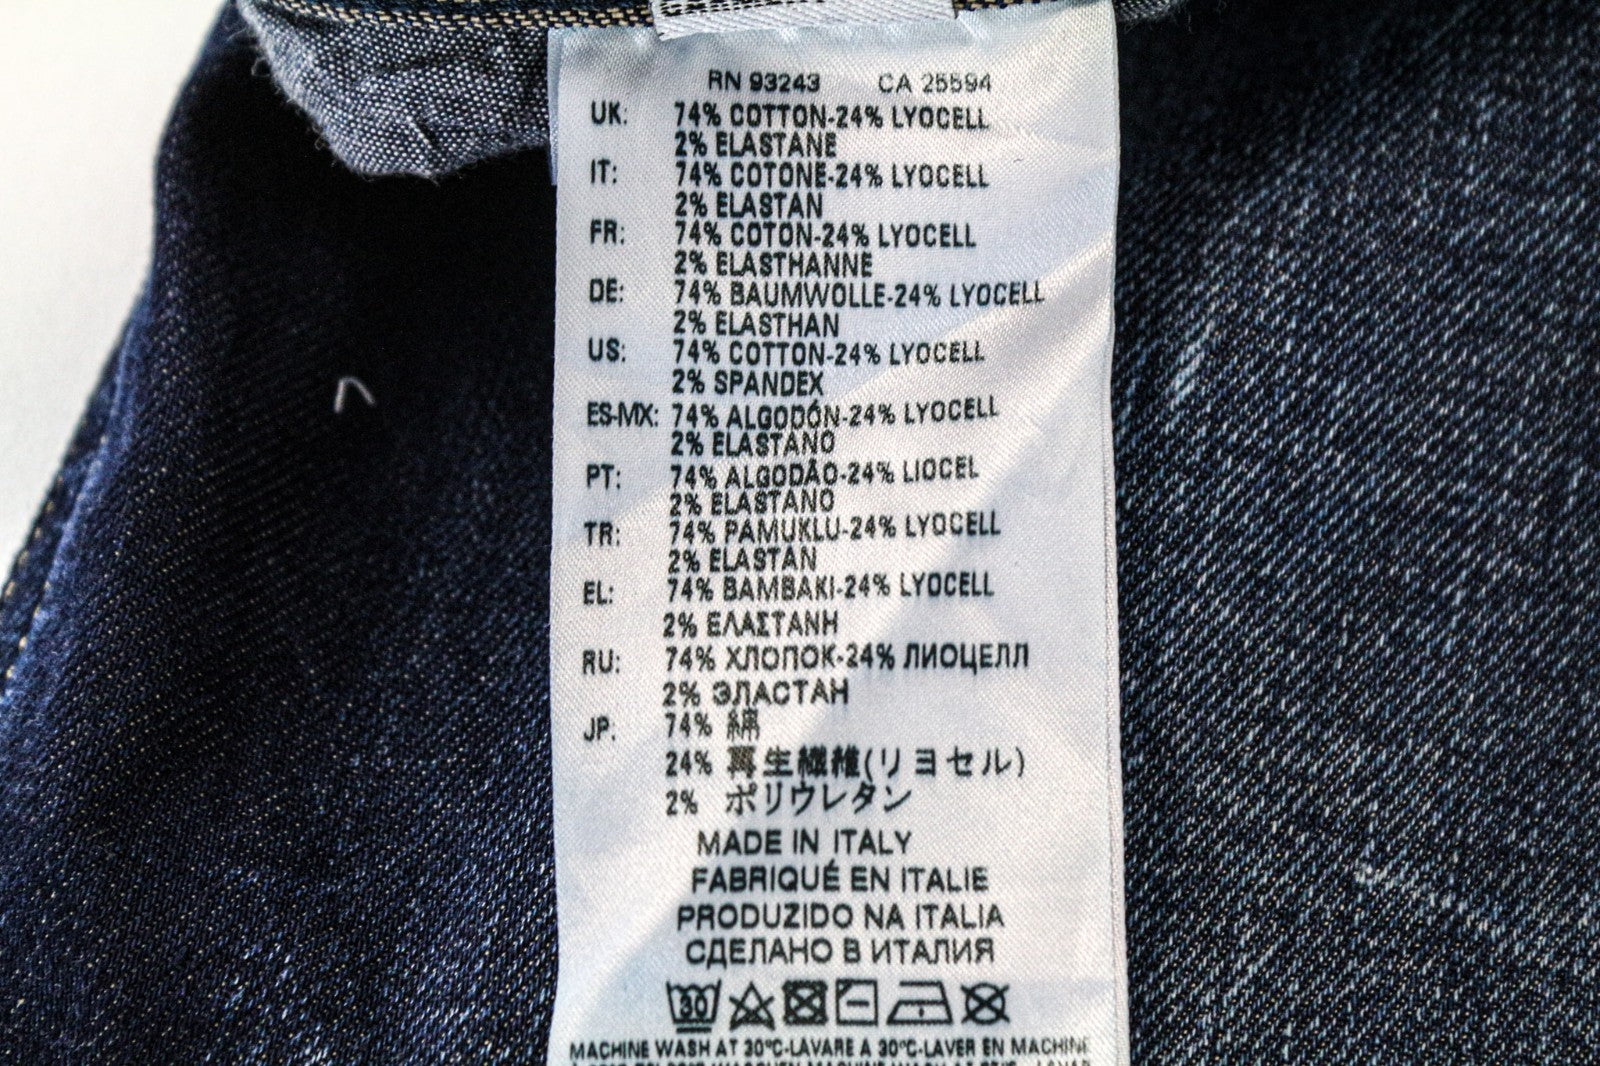 RN 93243 CA 25594
UK: 74% COTTON-24% LYOCELL
2% ELASTANE
IT: 74% COTONE-24% LYOCELL
2% ELASTAN
FR: 74% COTON-24% LYOCELL
2% ELASTHANNE
DE: 74% BAUMWOLLE-24% LYOCELL
2% ELASTHAN
US: 74% COTTON-24% LYOCELL
2% SPANDEX
ES-MX: 74% ALGODÓN-24% LYOCELL
2% ELASTANO
PT: 74% ALGODÃO-24% LIOCEL
2% ELASTANO
TR: 74% PAMUKLU-24% LYOCELL
2% ELASTAN
EL: 74% BAMBAKI-24% LYOCELL
2% ΕΛΑΣΤΑΝΗ
RU: 74% ХЛОПОК-24% ЛИОЦЕЛЛ
2% ЭЛАСТАН
JP: 74% 綿
24% 再生繊維(リヨセル)
2% ポリウレタン
MADE IN ITALY
FABRIQUÉ EN ITALIE
PRODUZIDO NA ITALIA
СДЕЛАНО В ИТАЛИЯ
30
MACHINE WASH AT 30°C-LAVARE A 30°C-LAVER EN MACHINE